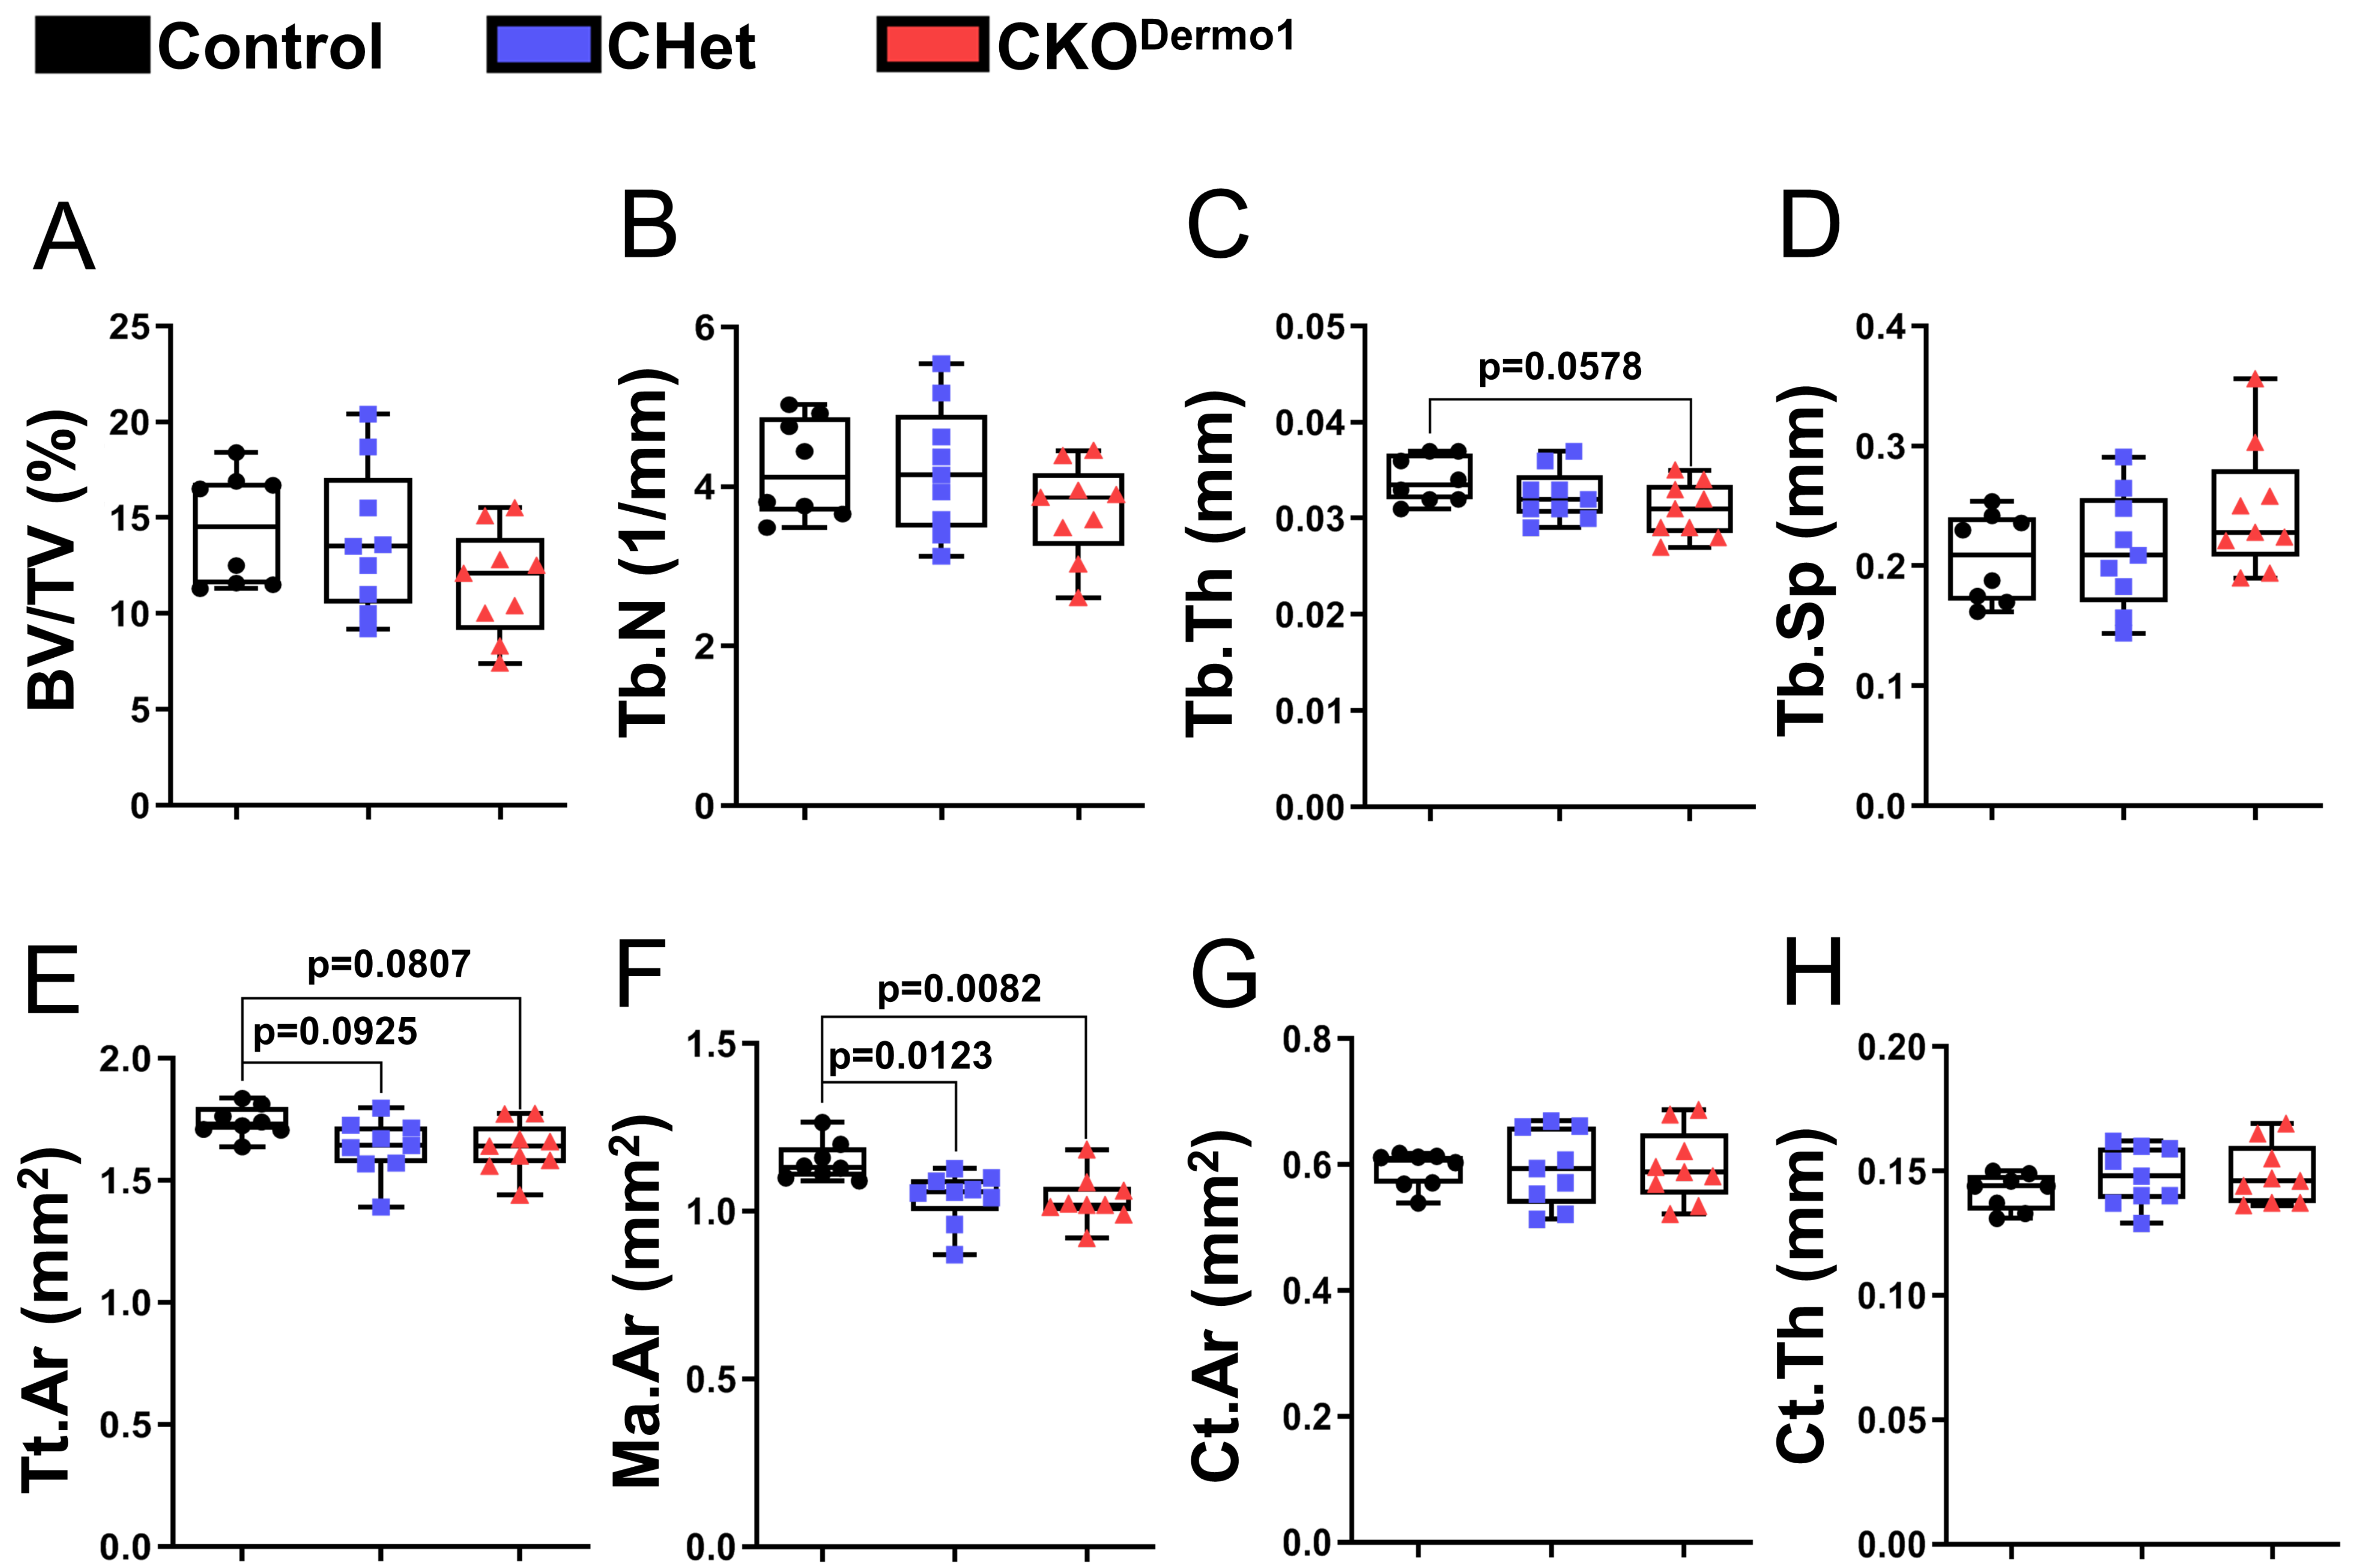 Control CHet CKO^Dermo1
A
BV/TV (%)
25
20
15
10
5
0
B
Tb.N (1/mm)
6
4
2
0
C
Tb.Th (mm)
0.05
0.04
0.03
0.02
0.01
0.00
p=0.0578
D
Tb.Sp (mm)
0.4
0.3
0.2
0.1
0.0
E
Tt.Ar (mm²)
2.0
1.5
1.0
0.5
0.0
p=0.0807
p=0.0925
F
Ma.Ar (mm²)
1.5
1.0
0.5
0.0
p=0.0082
p=0.0123
G
Ct.Ar (mm²)
0.8
0.6
0.4
0.2
0.0
H
Ct.Th (mm)
0.20
0.15
0.10
0.05
0.00